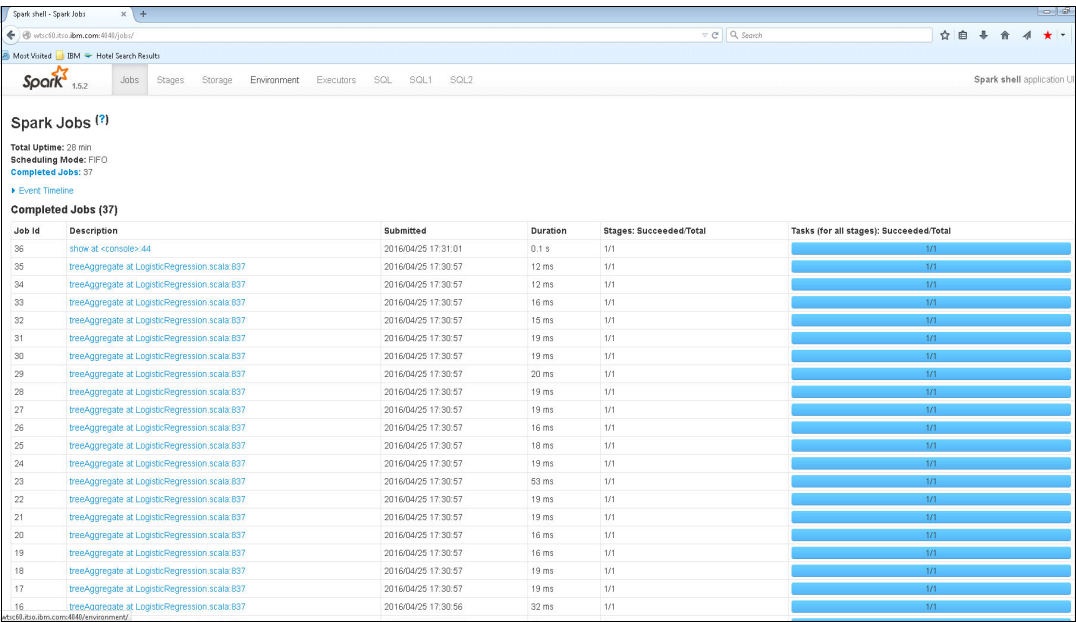 Spark shell - Spark Jobs × +
wtsc60.itso.ibm.com:4040/jobs/ Search
Most Visited IBM Hotel Search Results
Spark 1.5.2 Jobs Stages Storage Environment Executors SQL SQL1 SQL2 Spark shell application UI
Spark Jobs (?)
Total Uptime: 28 min
Scheduling Mode: FIFO
Completed Jobs: 37
Event Timeline
Completed Jobs (37)
Job Id Description Submitted Duration Stages: Succeeded/Total Tasks (for all stages): Succeeded/Total
36 show at <console>:44 2016/04/25 17:31:01 0.1 s 1/1 1/1
35 treeAggregate at LogisticRegression.scala:837 2016/04/25 17:30:57 12 ms 1/1 1/1
34 treeAggregate at LogisticRegression.scala:837 2016/04/25 17:30:57 12 ms 1/1 1/1
33 treeAggregate at LogisticRegression.scala:837 2016/04/25 17:30:57 16 ms 1/1 1/1
32 treeAggregate at LogisticRegression.scala:837 2016/04/25 17:30:57 15 ms 1/1 1/1
31 treeAggregate at LogisticRegression.scala:837 2016/04/25 17:30:57 19 ms 1/1 1/1
30 treeAggregate at LogisticRegression.scala:837 2016/04/25 17:30:57 19 ms 1/1 1/1
29 treeAggregate at LogisticRegression.scala:837 2016/04/25 17:30:57 20 ms 1/1 1/1
28 treeAggregate at LogisticRegression.scala:837 2016/04/25 17:30:57 19 ms 1/1 1/1
27 treeAggregate at LogisticRegression.scala:837 2016/04/25 17:30:57 19 ms 1/1 1/1
26 treeAggregate at LogisticRegression.scala:837 2016/04/25 17:30:57 16 ms 1/1 1/1
25 treeAggregate at LogisticRegression.scala:837 2016/04/25 17:30:57 18 ms 1/1 1/1
24 treeAggregate at LogisticRegression.scala:837 2016/04/25 17:30:57 19 ms 1/1 1/1
23 treeAggregate at LogisticRegression.scala:837 2016/04/25 17:30:57 53 ms 1/1 1/1
22 treeAggregate at LogisticRegression.scala:837 2016/04/25 17:30:57 19 ms 1/1 1/1
21 treeAggregate at LogisticRegression.scala:837 2016/04/25 17:30:57 19 ms 1/1 1/1
20 treeAggregate at LogisticRegression.scala:837 2016/04/25 17:30:57 16 ms 1/1 1/1
19 treeAggregate at LogisticRegression.scala:837 2016/04/25 17:30:57 16 ms 1/1 1/1
18 treeAggregate at LogisticRegression.scala:837 2016/04/25 17:30:57 19 ms 1/1 1/1
17 treeAggregate at LogisticRegression.scala:837 2016/04/25 17:30:57 19 ms 1/1 1/1
16 treeAggregate at LogisticRegression.scala:837 2016/04/25 17:30:56 32 ms 1/1 1/1
wtsc60.itso.ibm.com:4040/environment/